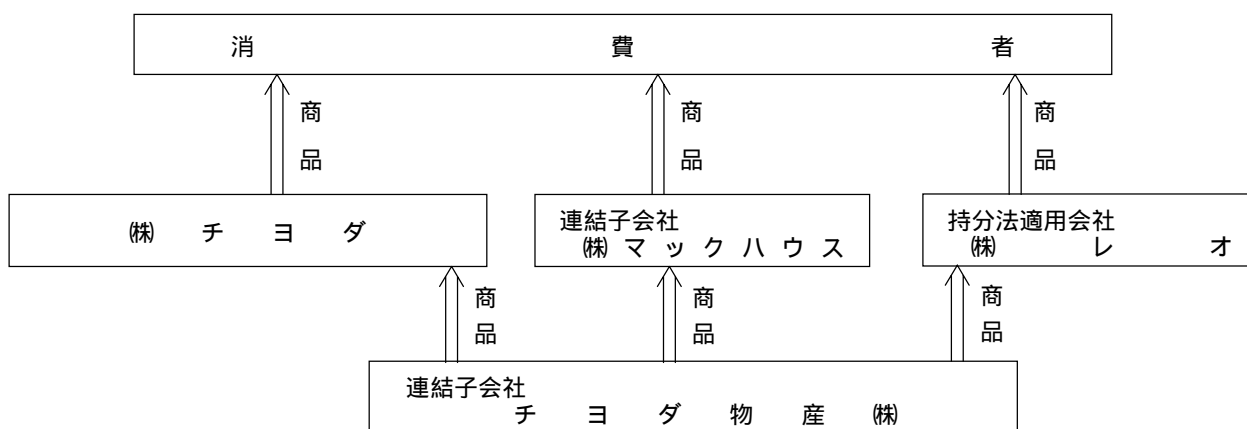 消費者
商品
商品
商品
㈱チヨダ
連結子会社
㈱マックハウス
持分法適用会社
㈱レオ
商品
商品
商品
連結子会社
チヨダ物産㈱